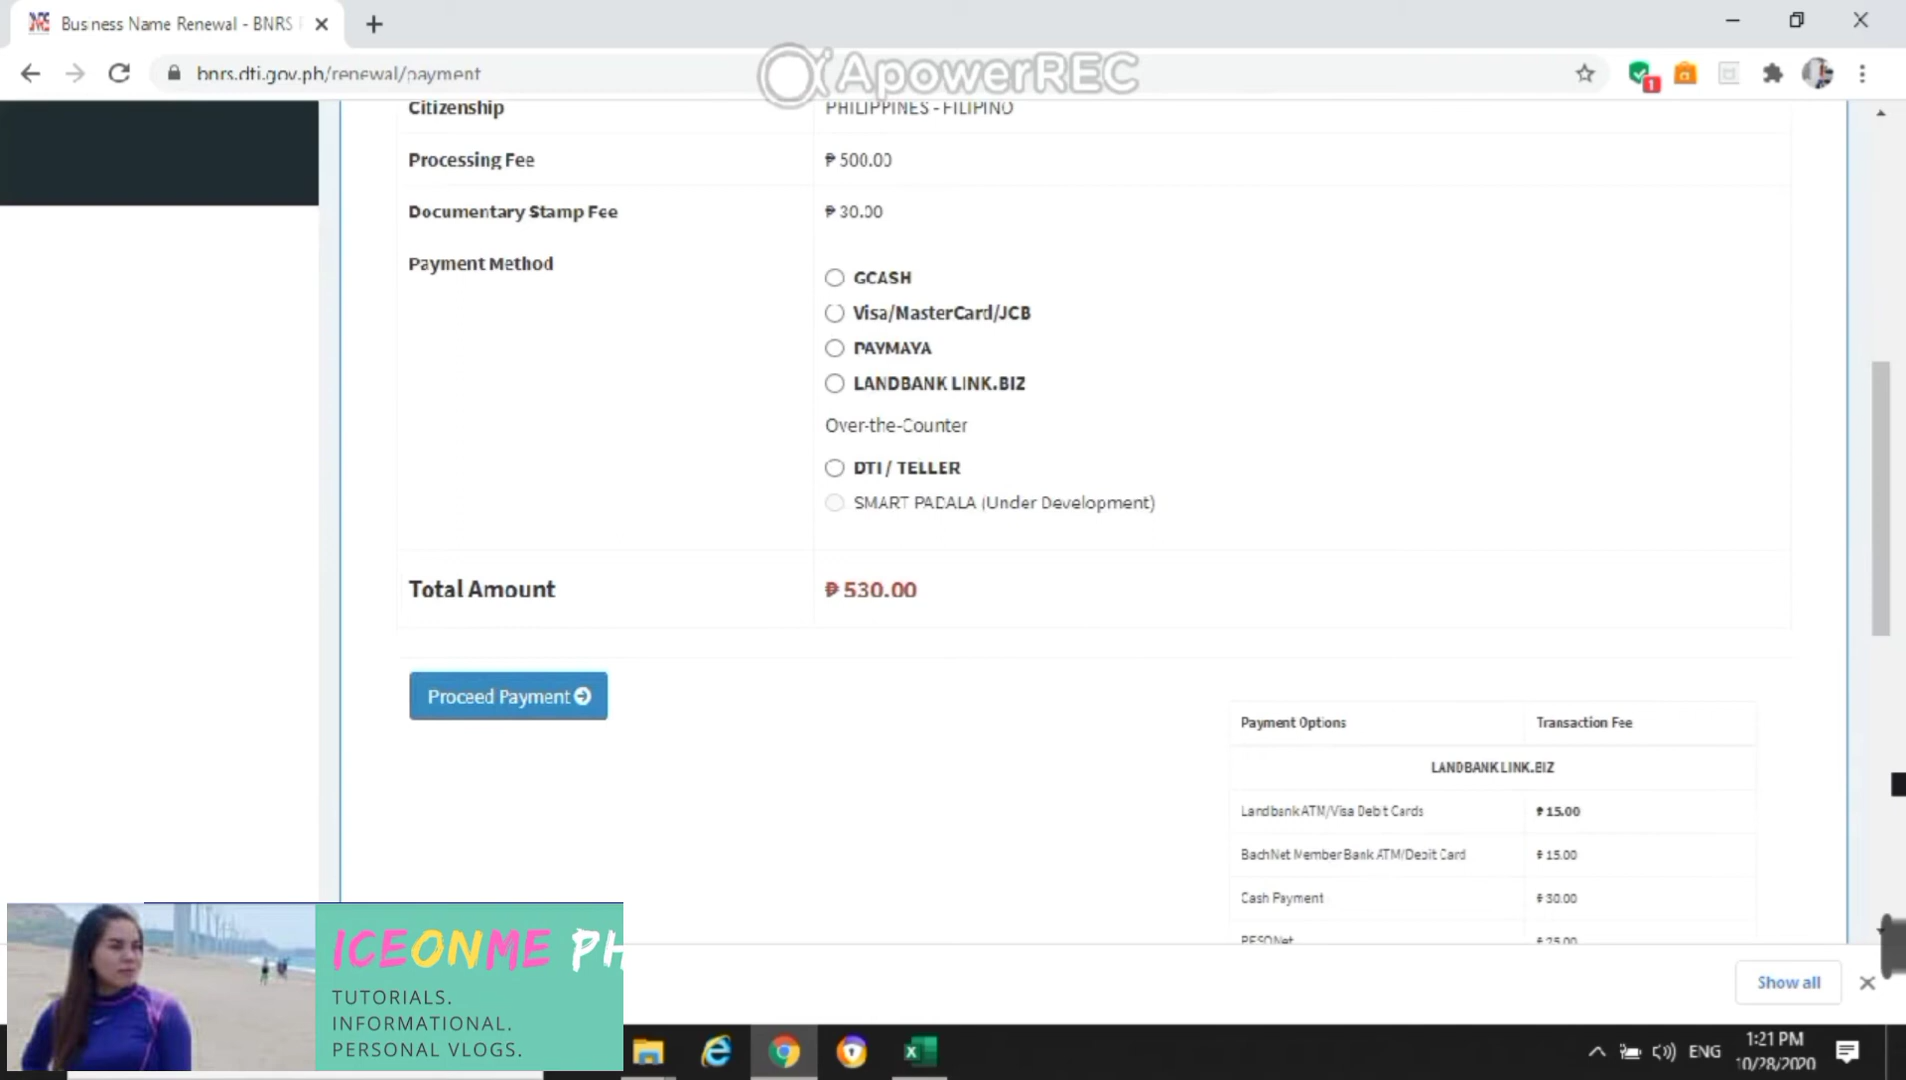 Business Name Renewal - BNRS
bnrs.dti.gov.ph/renewal/payment
ApowerREC
1
Citizenship PHILIPPINES - FILIPINO
Processing Fee ₱ 500.00
Documentary Stamp Fee ₱ 30.00
Payment Method
GCASH
Visa/MasterCard/JCB
PAYMAYA
LANDBANK LINK.BIZ
Over-the-Counter
DTI / TELLER
SMART PADALA (Under Development)
Total Amount ₱ 530.00
Proceed Payment
Payment Options Transaction Fee
LANDBANK LINK.BIZ
Landbank ATM/Visa Debit Cards ₱ 15.00
BachNet Member Bank ATM/Debit Card ₱ 15.00
Cash Payment ₱ 30.00
PESONet ₱ 25.00
ICEONME PH
TUTORIALS.
INFORMATIONAL.
PERSONAL VLOGS.
Show all
ENG
1:21 PM
10/28/2020